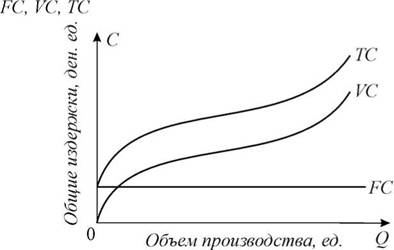 FC, VC, TC
C
Общие издержки, ден. ед.
TC
VC
FC
0
Объем производства, ед.
Q